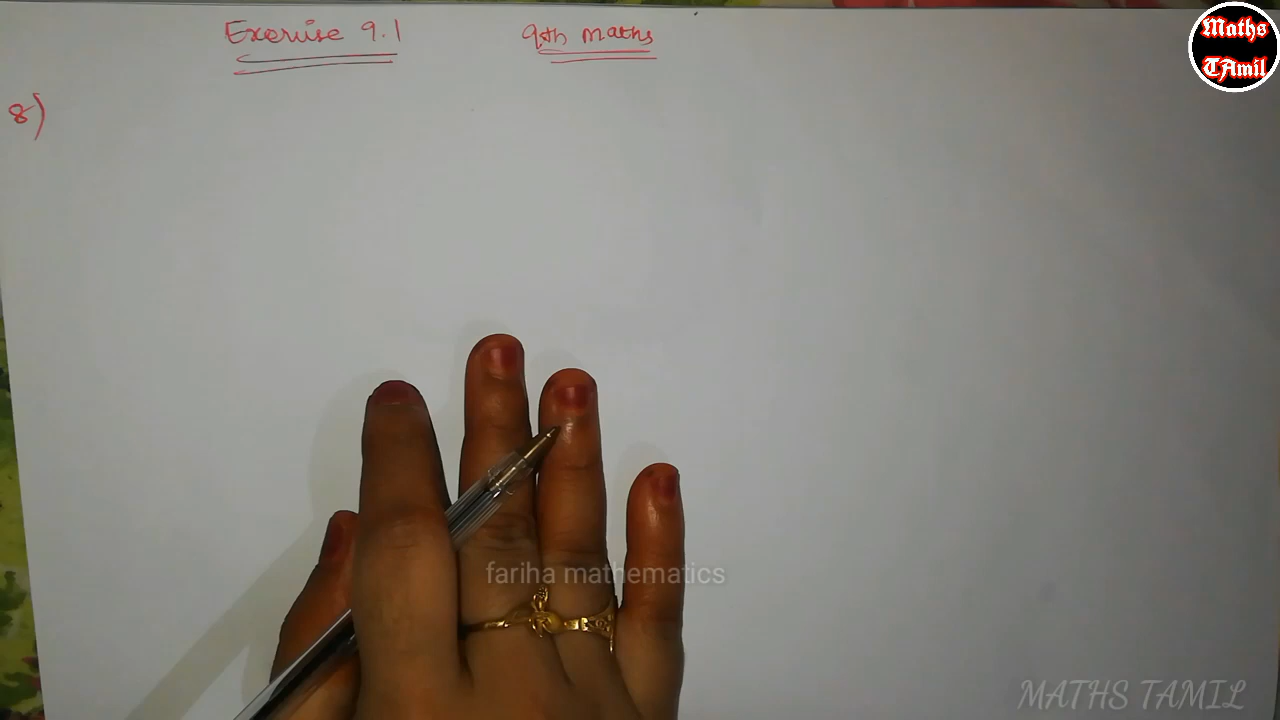 Exercise 9.1
9th maths
Maths
TAmil
8)
fariha mathematics
MATHS TAMIL